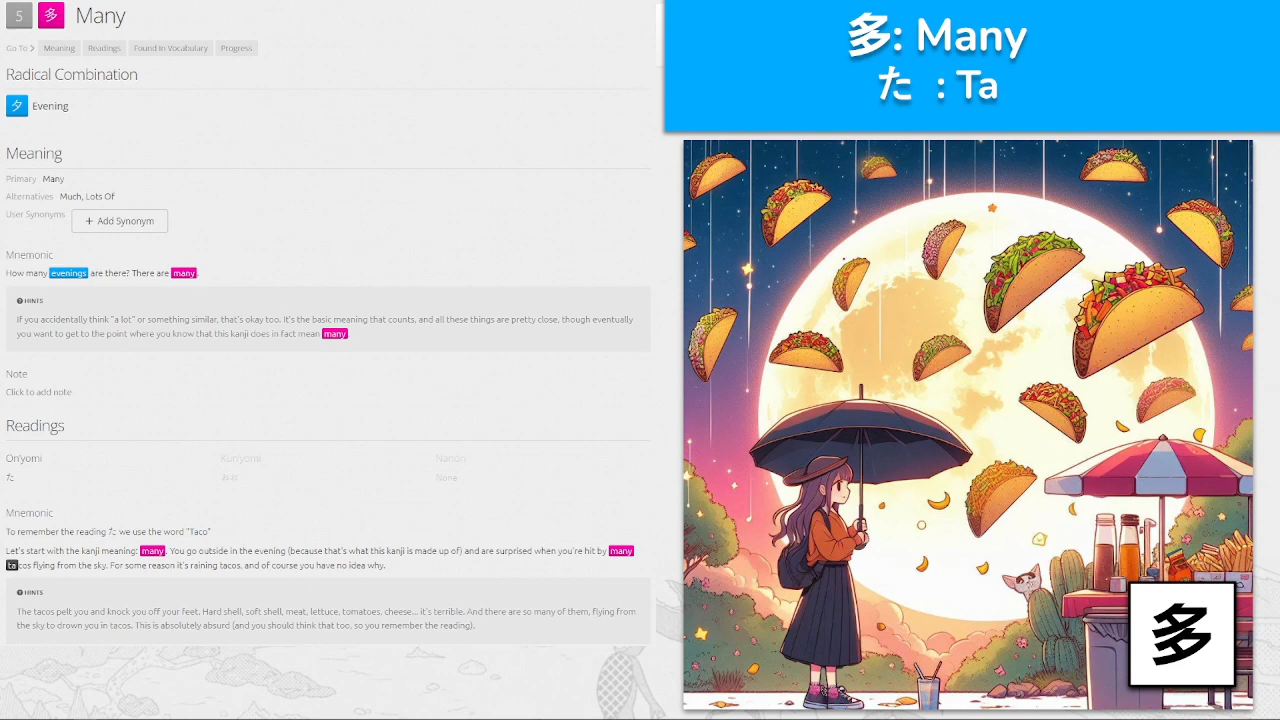 5 多 Many
Go To Meaning Readings Found In Vocabulary Progress
Radical Combination
夕 Evening
Meaning
Primary Many
Alternatives Much, Lots Of
User Synonyms + Add Synonym
Mnemonic
How many evenings are there? There are many.
HINTS
If you accidentally think "a lot" or something similar, that's okay too. It's the basic meaning that counts, and all these things are pretty close, though eventually
you want to get to the point where you know that this kanji does in fact mean many.
Note
Click to add note
Readings
On'yomi Kun'yomi Nanori
た おお None
Mnemonic
To remember the reading た we use the word "Taco"
Let's start with the kanji meaning: many. You go outside in the evening (because that's what this kanji is made up of) and are surprised when you're hit by many
tacos flying from the sky. For some reason it's raining tacos, and of course you have no idea why.
HINTS
The tacos pelt you and knock you off your feet. Hard shell, soft shell, meat, lettuce, tomatoes, cheese... it's terrible. And there are so many of them, flying from
the sky to drown you in tacos. This is absolutely absurd (and you should think that too, so you remember the reading).
多: Many
た : Ta
多